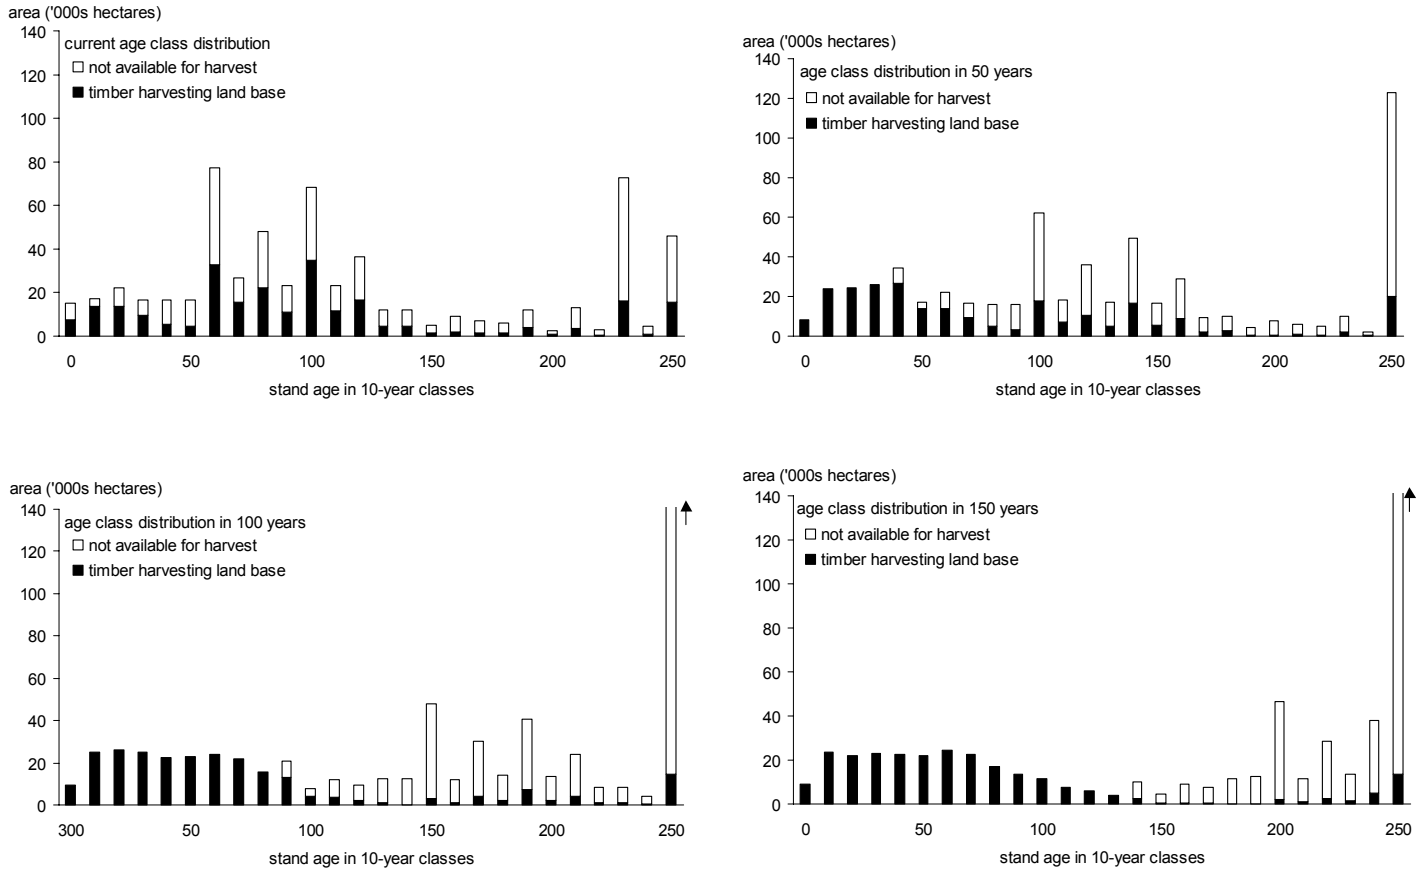 area ('000s hectares)
140
120
100
80
60
40
20
0
current age class distribution
not available for harvest
timber harvesting land base
0 50 100 150 200 250
stand age in 10-year classes
area ('000s hectares)
140
120
100
80
60
40
20
0
age class distribution in 50 years
not available for harvest
timber harvesting land base
0 50 100 150 200 250
stand age in 10-year classes
area ('000s hectares)
140
120
100
80
60
40
20
0
age class distribution in 100 years
not available for harvest
timber harvesting land base
300 50 100 150 200 250
stand age in 10-year classes
area ('000s hectares)
140
120
100
80
60
40
20
0
age class distribution in 150 years
not available for harvest
timber harvesting land base
0 50 100 150 200 250
stand age in 10-year classes